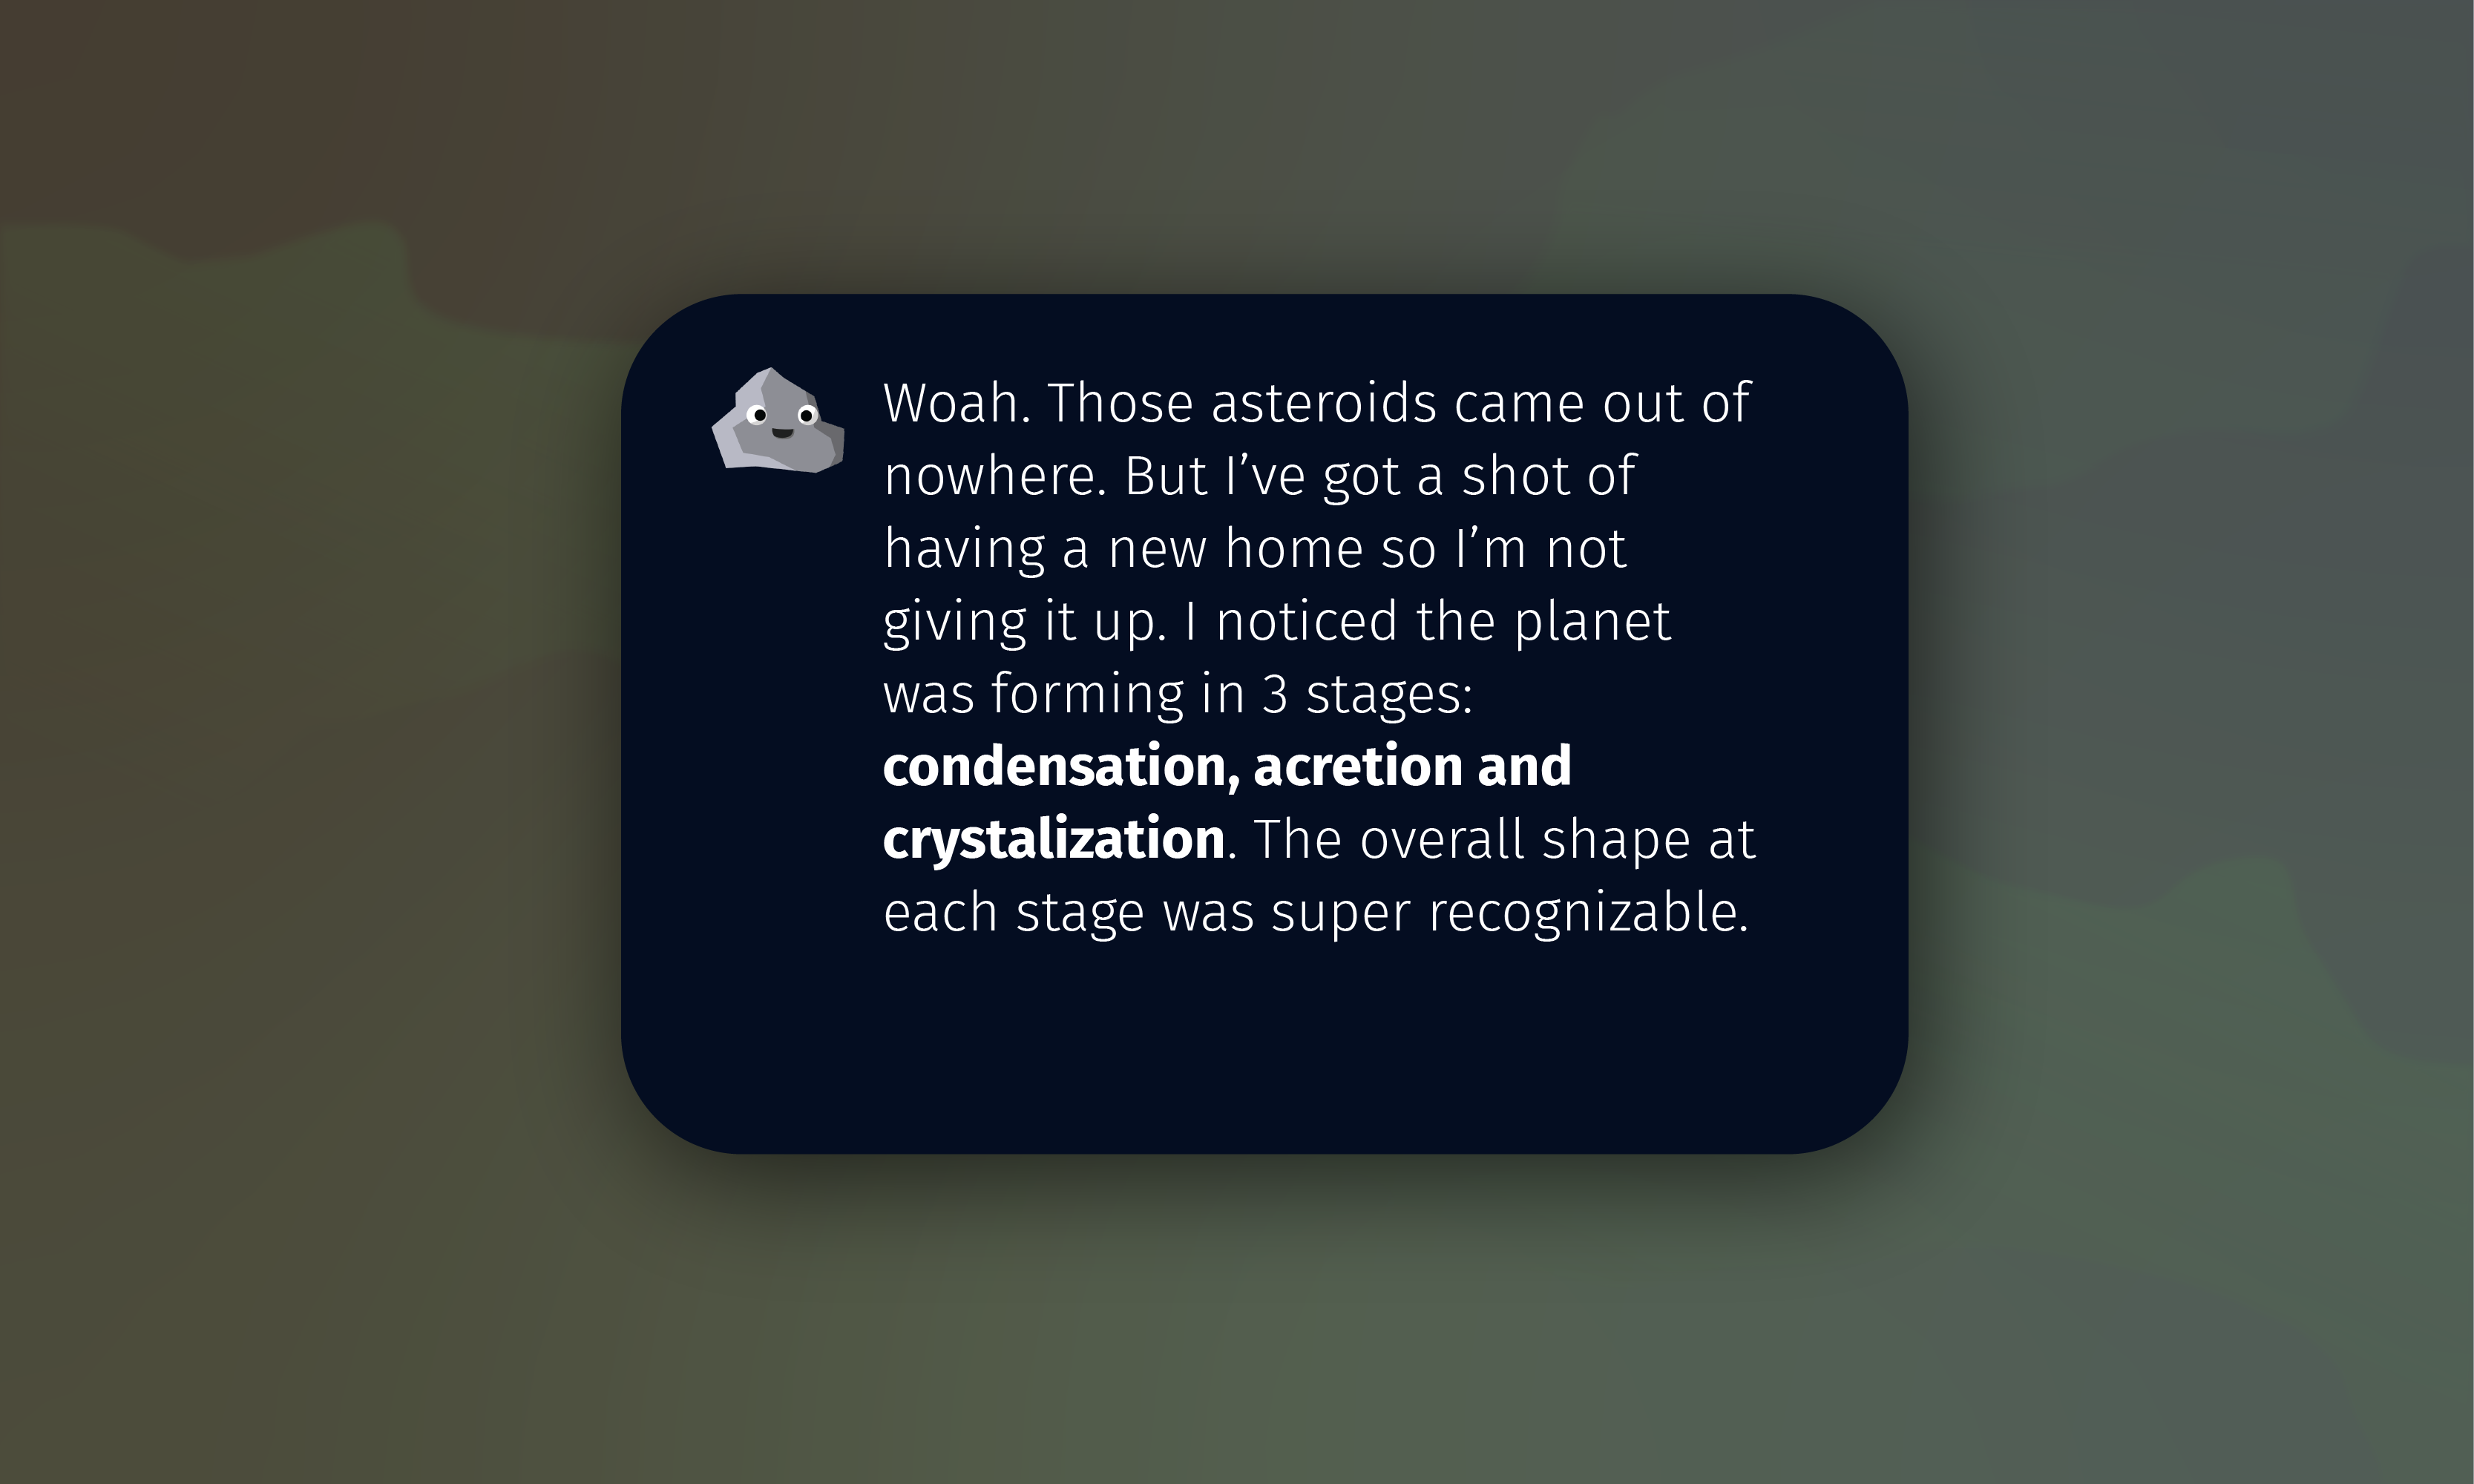 Woah. Those asteroids came out of
nowhere. But I’ve got a shot of
having a new home so I’m not
giving it up. I noticed the planet
was forming in 3 stages:
condensation, acretion and
crystalization. The overall shape at
each stage was super recognizable.